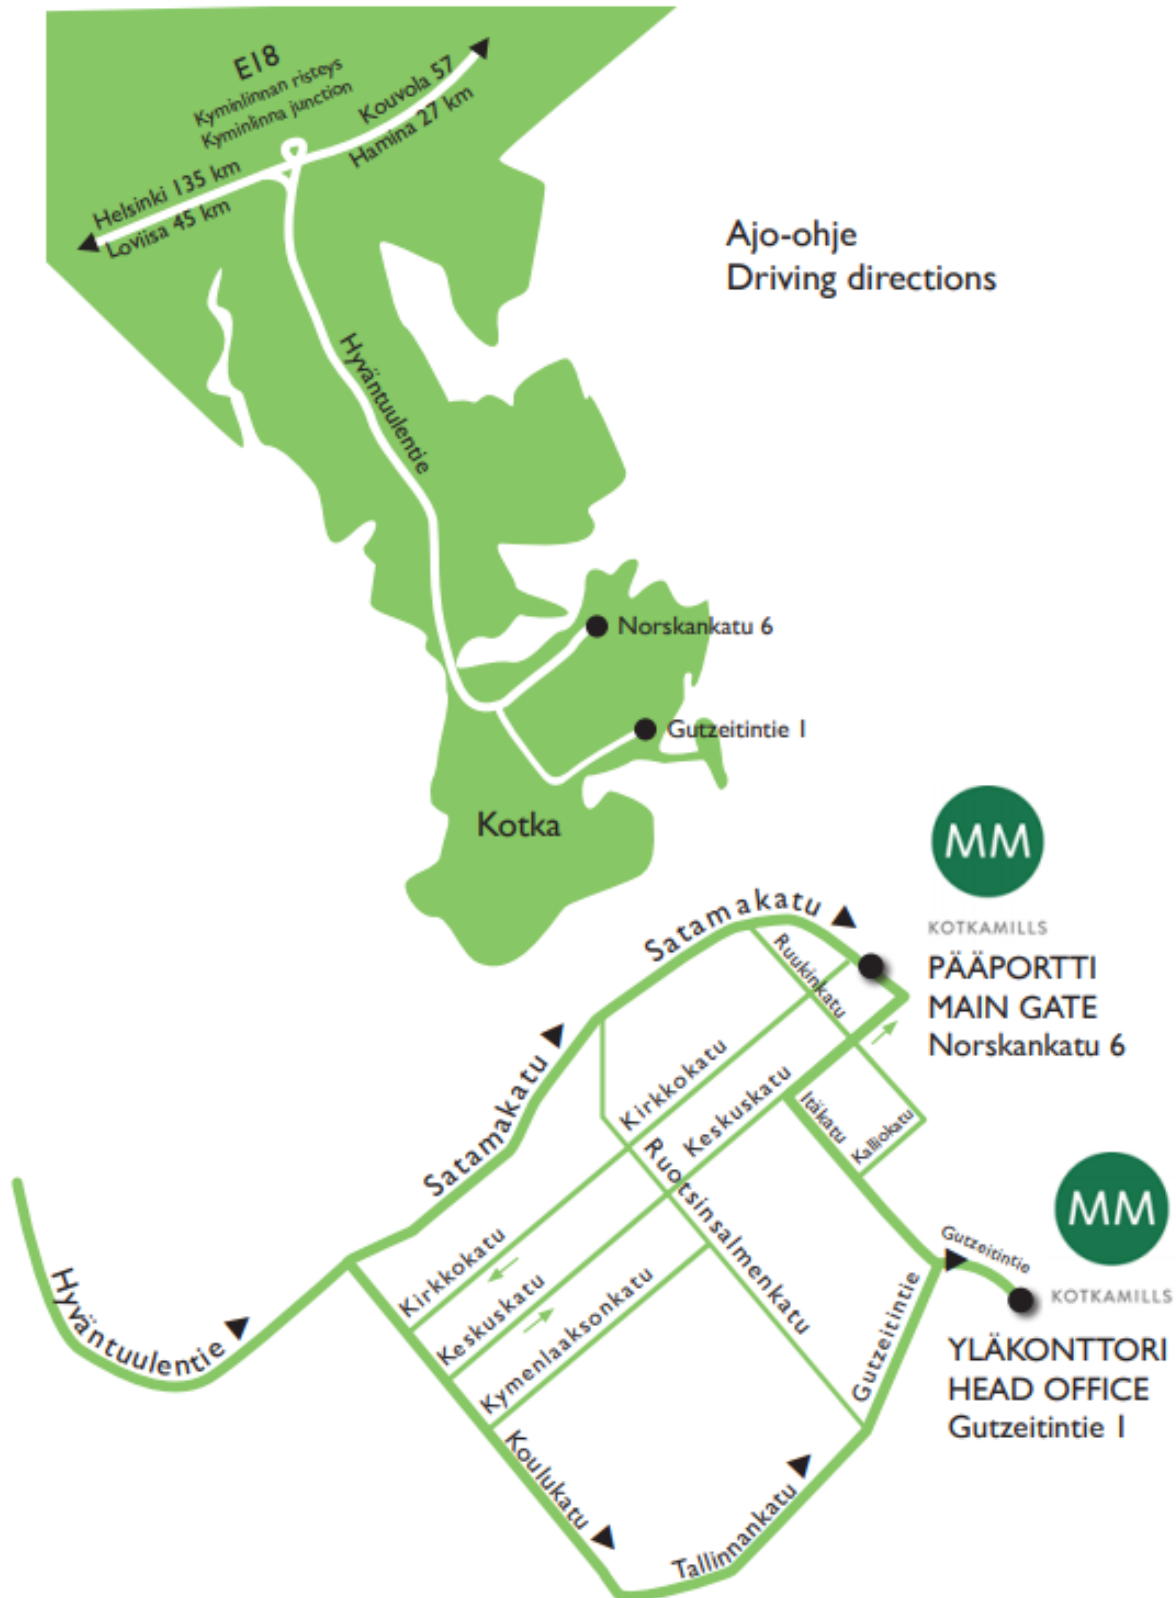 E18
Kyminlinnan risteys
Kyminlinna junction
Kouvola 57
Hamina 27 km
Helsinki 135 km
Loviisa 45 km
Ajo-ohje
Driving directions
Hyväntuulentie
Norskankatu 6
Gutzeitintie 1
Kotka
MM
KOTKAMILLS
PÄÄPORTTI
MAIN GATE
Norskankatu 6
Satamakatu
Ruukinkatu
Satamakatu
Kirkkokatu
Keskuskatu
Itäkatu
Kalliokatu
Ruotsinsalmenkatu
MM
KOTKAMILLS
YLÄKONTTORI
HEAD OFFICE
Gutzeitintie 1
Gutzeitintie
Hyväntuulentie
Kirkkokatu
Keskuskatu
Kymenlaaksonkatu
Gutzeitintie
Koulukatu
Tallinnankatu